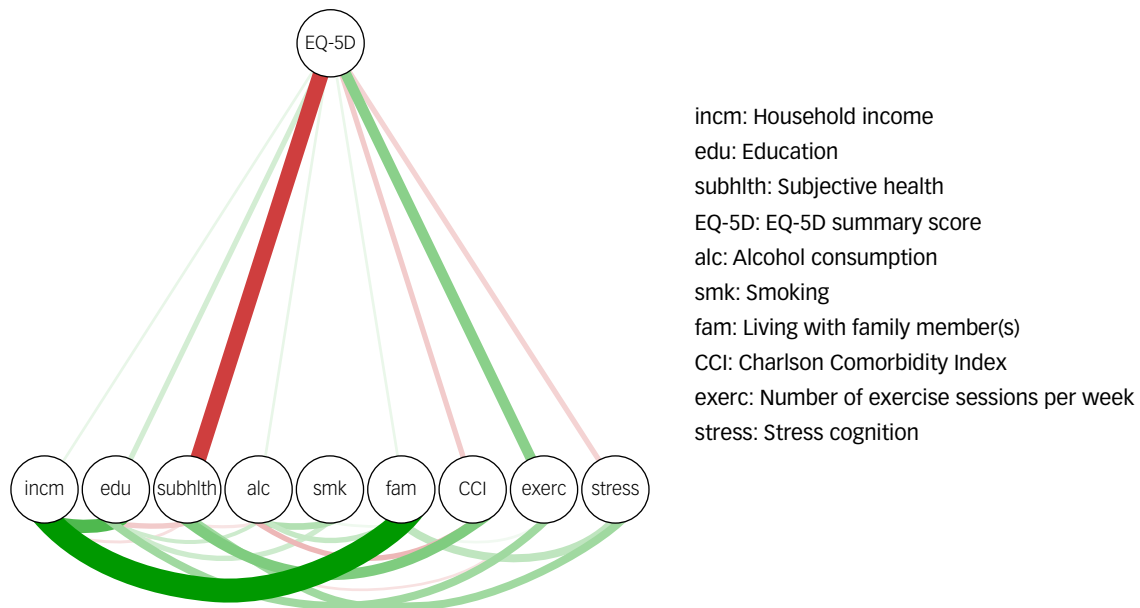 EQ-5D
incm: Household income
edu: Education
subhlth: Subjective health
EQ-5D: EQ-5D summary score
alc: Alcohol consumption
smk: Smoking
fam: Living with family member(s)
CCI: Charlson Comorbidity Index
exerc: Number of exercise sessions per week
stress: Stress cognition
incm edu subhlth alc smk fam CCI exerc stress